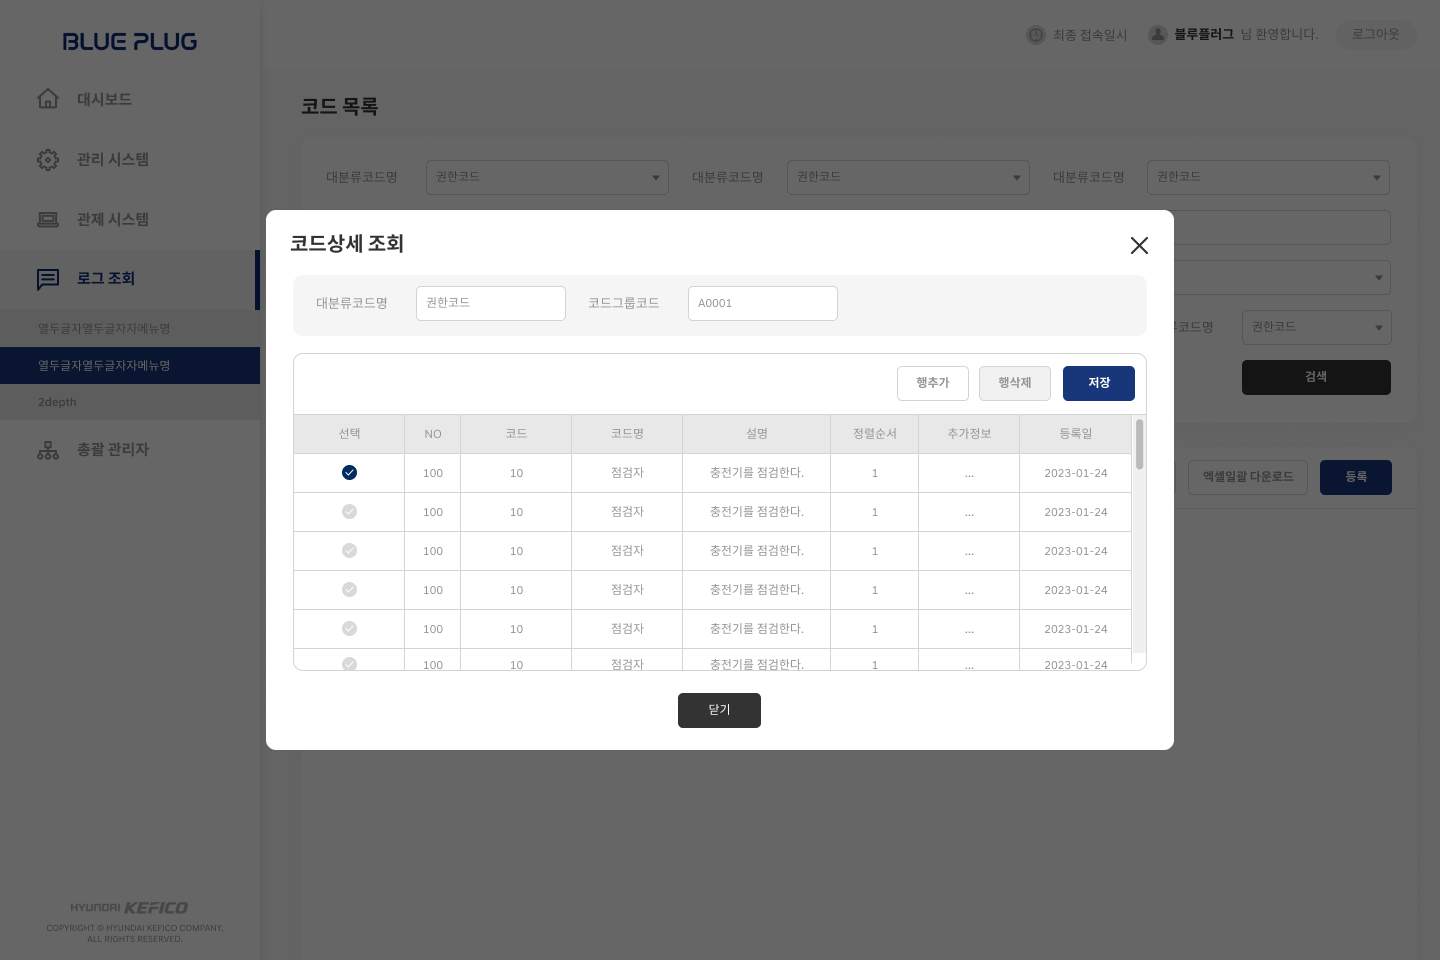 BLUE PLUG
최종 접속일시
블루플러그 님 환영합니다.
로그아웃
대시보드
관리 시스템
관제 시스템
로그 조회
열두글자열두글자자메뉴명
열두글자열두글자자메뉴명
2depth
총괄 관리자
HYUNDAI KEFICO
COPYRIGHT © HYUNDAI KEFICO COMPANY.
ALL RIGHTS RESERVED.
코드 목록
대분류코드명 권한코드 대분류코드명 권한코드 대분류코드명 권한코드
코드명 권한코드
검색
엑셀일괄 다운로드 등록
코드상세 조회
대분류코드명 권한코드 코드그룹코드 A0001
행추가 행삭제 저장
선택 NO 코드 코드명 설명 정렬순서 추가정보 등록일
100 10 점검자 충전기를 점검한다. 1 ... 2023-01-24
100 10 점검자 충전기를 점검한다. 1 ... 2023-01-24
100 10 점검자 충전기를 점검한다. 1 ... 2023-01-24
100 10 점검자 충전기를 점검한다. 1 ... 2023-01-24
100 10 점검자 충전기를 점검한다. 1 ... 2023-01-24
100 10 점검자 충전기를 점검한다. 1 ... 2023-01-24
닫기